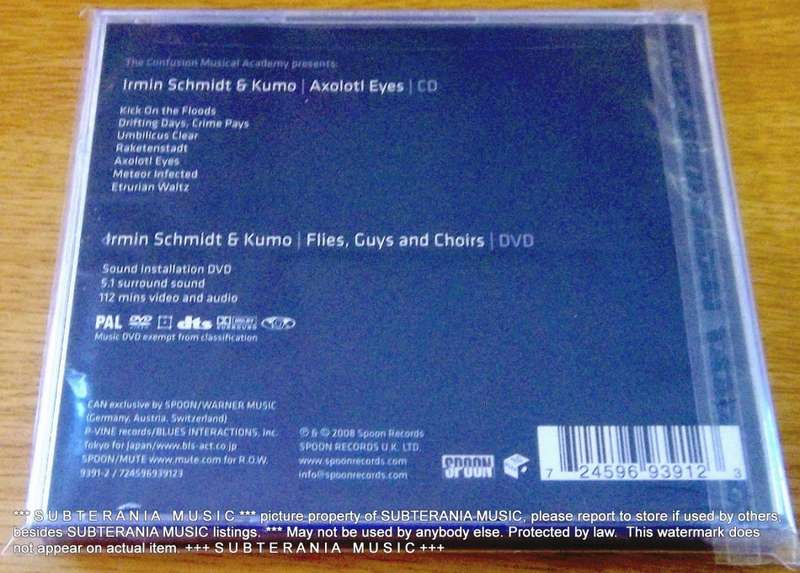 The Confusion Musical Academy presents:
Irmin Schmidt & Kumo | Axolotl Eyes | CD
Kick On the Floods
Drifting Days, Crime Pays
Umbilicus Clear
Raketenstadt
Axolotl Eyes
Meteor Infected
Etrurian Waltz
Irmin Schmidt & Kumo | Flies, Guys and Choirs | DVD
Sound installation DVD
5.1 surround sound
112 mins video and audio
PAL DVD dts DOLBY SURROUND
Music DVD exempt from classification
CAN exclusive by SPOON/WARNER MUSIC
(Germany, Austria, Switzerland)
P-VINE records/BLUES INTERACTIONS, Inc.
Tokyo for Japan/www.bls-act.co.jp
SPOON/MUTE www.mute.com for R.O.W.
9391-2 / 724596939123
℗ & © 2008 Spoon Records
SPOON RECORDS U.K. LTD.
www.spoonrecords.com
info@spoonrecords.com
SPOON
7 24596 93912 3
*** S U B T E R A N I A   M U S I C *** picture property of SUBTERANIA MUSIC, please report to store if used by others,
besides SUBTERANIA MUSIC listings. *** May not be used by anybody else. Protected by law. This watermark does
not appear on actual item. +++ S U B T E R A N I A   M U S I C +++